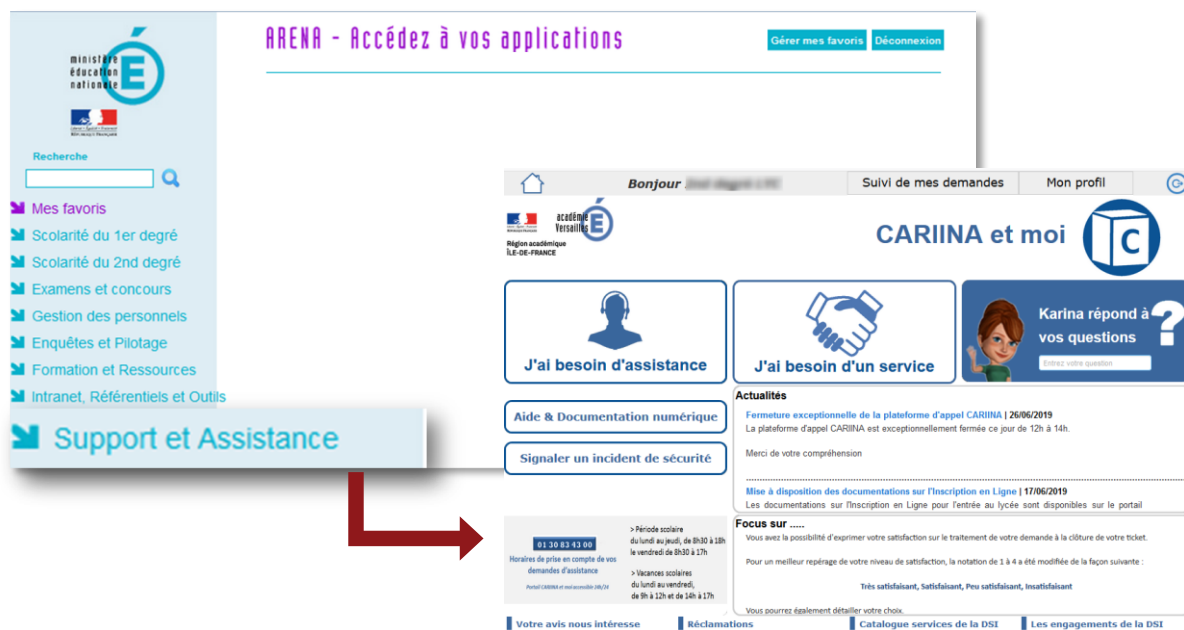 ministère
éducation
nationale
Liberté • Égalité • Fraternité
RÉPUBLIQUE FRANÇAISE
ARENA - Accédez à vos applications
Gérer mes favoris
Déconnexion
Recherche
Mes favoris
Scolarité du 1er degré
Scolarité du 2nd degré
Examens et concours
Gestion des personnels
Enquêtes et Pilotage
Formation et Ressources
Intranet, Référentiels et Outils
Support et Assistance
Bonjour
Suivi de mes demandes
Mon profil
académie
Versailles
Région académique
ÎLE-DE-FRANCE
CARIINA et moi
C
J'ai besoin d'assistance
J'ai besoin d'un service
Karina répond à
vos questions
?
Entrez votre question
Aide & Documentation numérique
Signaler un incident de sécurité
Actualités
Fermeture exceptionnelle de la plateforme d'appel CARIINA | 26/06/2019
La plateforme d'appel CARIINA est exceptionnellement fermée ce jour de 12h à 14h.
Merci de votre compréhension
Mise à disposition des documentations sur l'Inscription en Ligne | 17/06/2019
Les documentations sur l'Inscription en Ligne pour l'entrée au lycée sont disponibles sur le portail
01 30 83 43 00
Horaires de prise en compte de vos
demandes d'assistance
Portail CARIINA et moi accessible 24h/24
> Période scolaire
du lundi au jeudi, de 8h30 à 18h
le vendredi de 8h30 à 17h
> Vacances scolaires
du lundi au vendredi,
de 9h à 12h et de 14h à 17h
Focus sur .....
Vous avez la possibilité d'exprimer votre satisfaction sur le traitement de votre demande à la clôture de votre ticket.
Pour un meilleur repérage de votre niveau de satisfaction, la notation de 1 à 4 a été modifiée de la façon suivante :
Très satisfaisant, Satisfaisant, Peu satisfaisant, Insatisfaisant
Vous pourrez également détailler votre choix.
Votre avis nous intéresse
Réclamations
Catalogue services de la DSI
Les engagements de la DSI